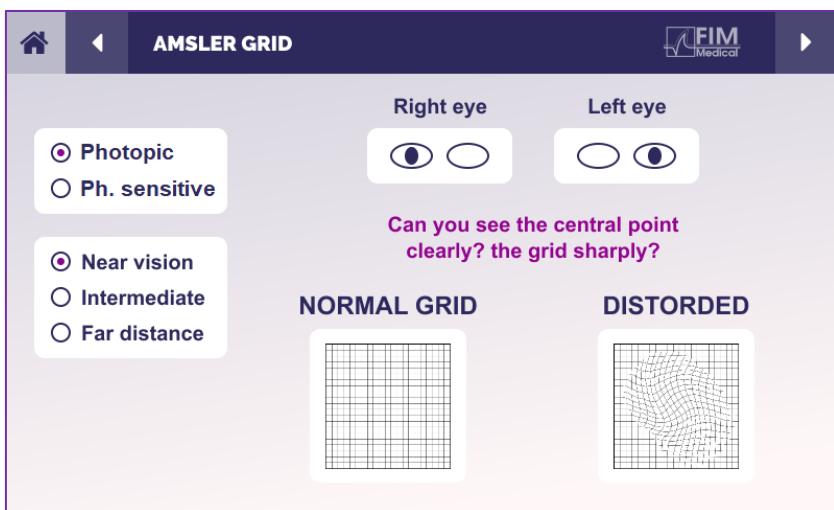 AMSLER GRID
FIM
Medical
Right eye
Left eye
Photopic
Ph. sensitive
Can you see the central point
clearly? the grid sharply?
Near vision
Intermediate
Far distance
NORMAL GRID
DISTORDED